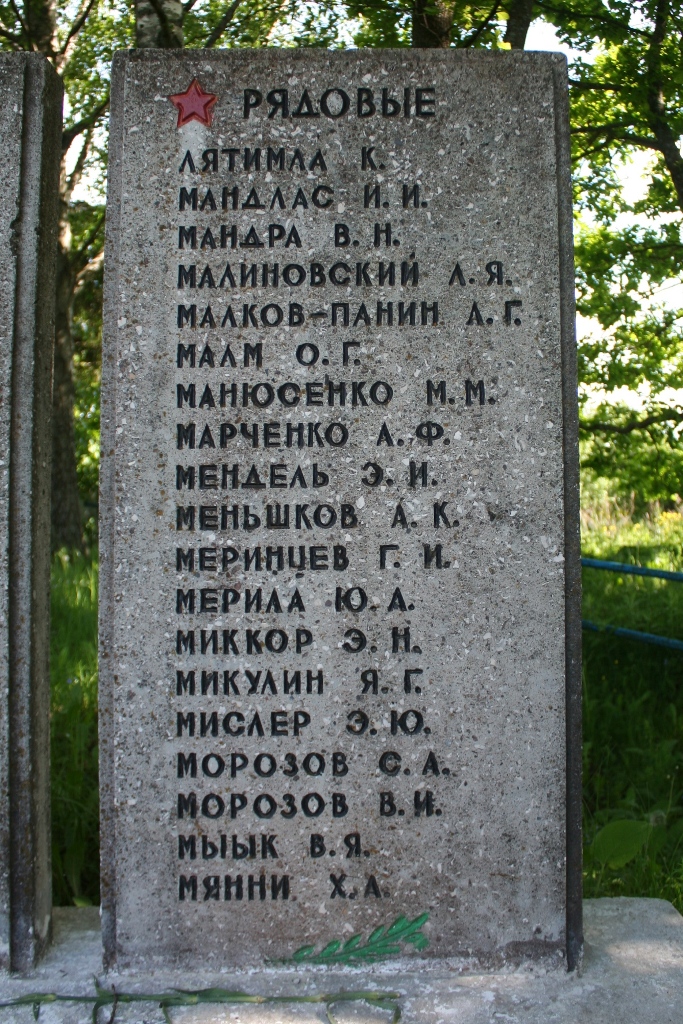 РЯДОВЫЕ
ЛЯТИМЛА К.
МАНДЛАС И. И.
МАНДРА В. Н.
МАЛИНОВСКИЙ Л. Я.
МАЛКОВ-ПАНИН Л. Г.
МАЛМ О. Г.
МАНЮСЕНКО М. М.
МАРЧЕНКО А. Ф.
МЕНДЕЛЬ Э. И.
МЕНЬШКОВ А. К.
МЕРИНЦЕВ Г. И.
МЕРИЛА Ю. А.
МИККОР Э. Н.
МИКУЛИН Я. Г.
МИСЛЕР Э. Ю.
МОРОЗОВ С. А.
МОРОЗОВ В. И.
МЫЫК В. Я.
МЯННИ Х. А.